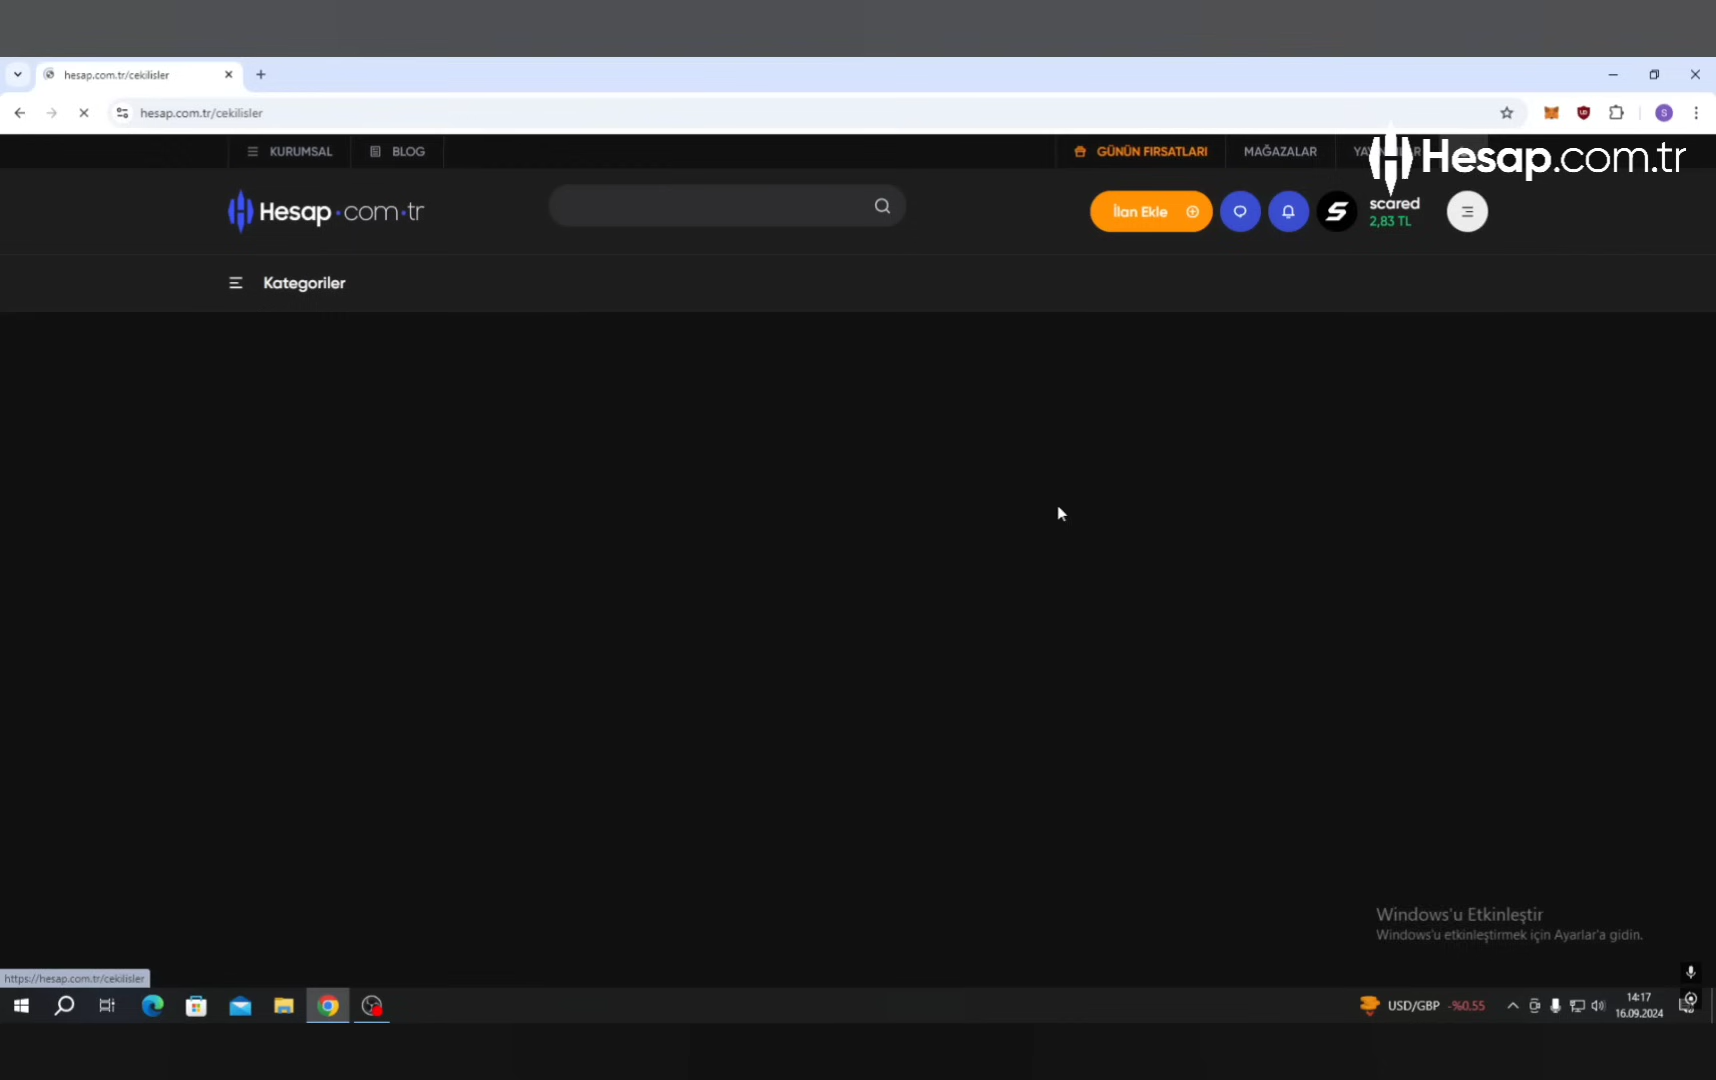 hesap.com.tr/cekilisler
hesap.com.tr/cekilisler
S
KURUMSAL
BLOG
GÜNÜN FIRSATLARI
MAĞAZALAR
Hesap.com.tr
Hesap·com·tr
İlan Ekle
scared
2,83 TL
Kategoriler
Windows'u Etkinleştir
Windows'u etkinleştirmek için Ayarlar'a gidin.
https://hesap.com.tr/cekilisler
USD/GBP -%0.55
14:17
16.09.2024